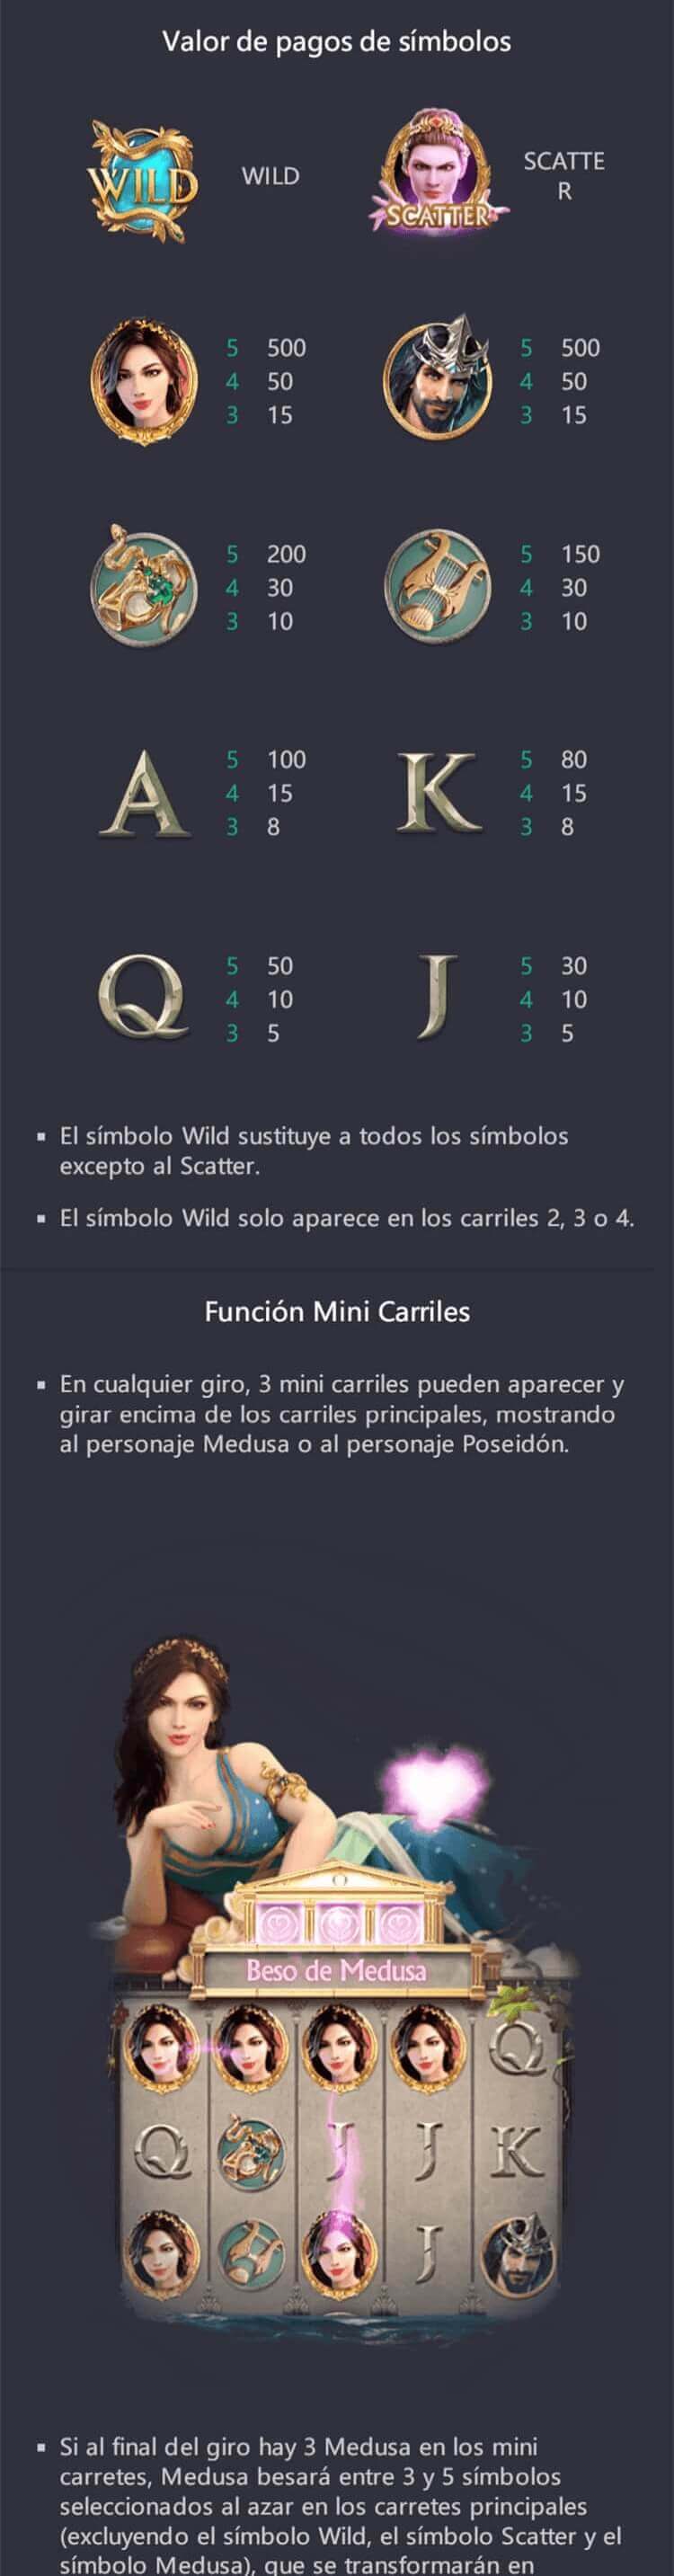 Valor de pagos de símbolos
WILD
WILD
SCATTER
SCATTE
R
5 500
4 50
3 15
5 500
4 50
3 15
5 200
4 30
3 10
5 150
4 30
3 10
A
5 100
4 15
3 8
K
5 80
4 15
3 8
Q
5 50
4 10
3 5
J
5 30
4 10
3 5
▪ El símbolo Wild sustituye a todos los símbolos
excepto al Scatter.
▪ El símbolo Wild solo aparece en los carriles 2, 3 o 4.
Función Mini Carriles
▪ En cualquier giro, 3 mini carriles pueden aparecer y
girar encima de los carriles principales, mostrando
al personaje Medusa o al personaje Poseidón.
Beso de Medusa
Q
Q J J K
J
▪ Si al final del giro hay 3 Medusa en los mini
carretes, Medusa besará entre 3 y 5 símbolos
seleccionados al azar en los carretes principales
(excluyendo el símbolo Wild, el símbolo Scatter y el
símbolo Medusa), que se transformarán en